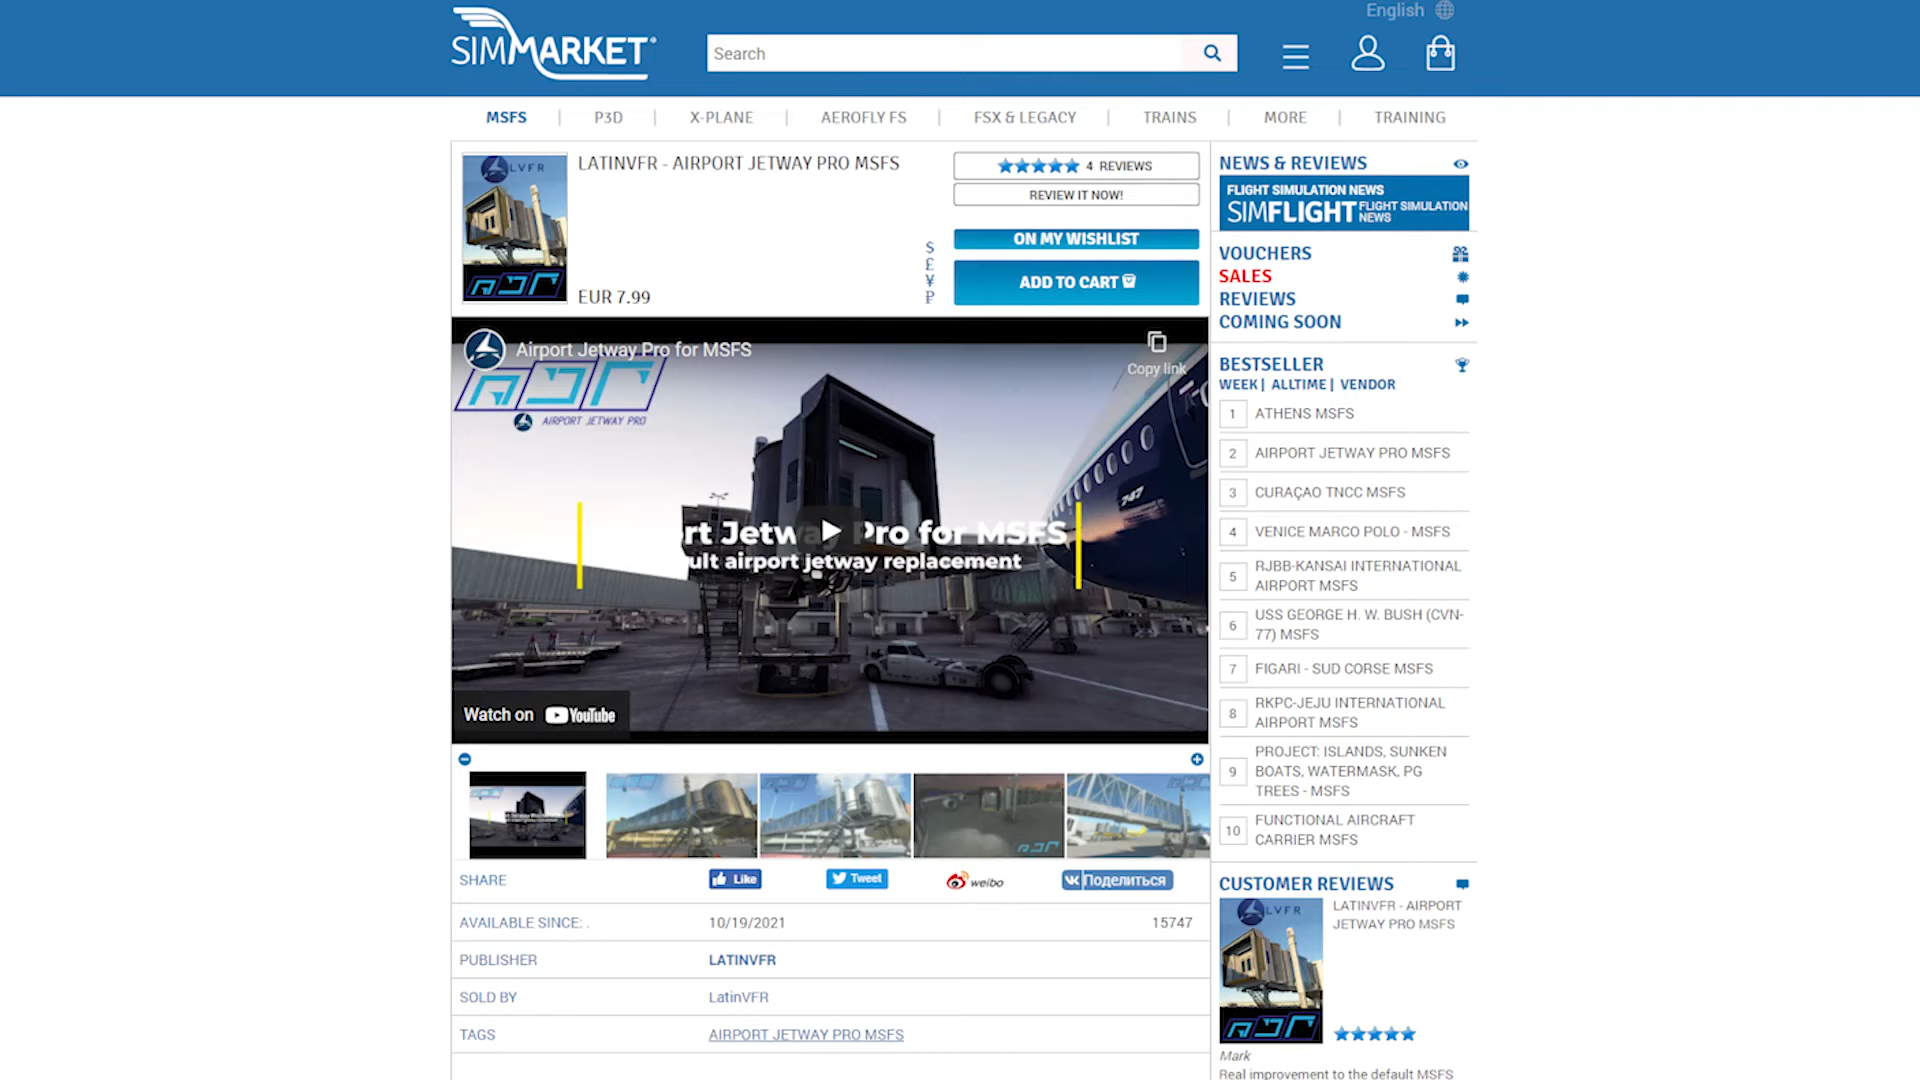 English
SIMMARKET
Search
MSFS
P3D
X-PLANE
AEROFLY FS
FSX & LEGACY
TRAINS
MORE
TRAINING
LVFR
LATINVFR - AIRPORT JETWAY PRO MSFS
EUR 7.99
$
£
¥
₽
4 REVIEWS
REVIEW IT NOW!
ON MY WISHLIST
ADD TO CART
Airport Jetway Pro for MSFS
Copy link
AIRPORT JETWAY PRO
747
rt Jetwa Pro for MSFS
ult airport jetway replacement
Watch on YouTube
SHARE
Like
Tweet
weibo
Поделиться
AVAILABLE SINCE: .
10/19/2021
15747
PUBLISHER
LATINVFR
SOLD BY
LatinVFR
TAGS
AIRPORT JETWAY PRO MSFS
NEWS & REVIEWS
FLIGHT SIMULATION NEWS
SIMFLIGHT
FLIGHT SIMULATION
NEWS
VOUCHERS
SALES
REVIEWS
COMING SOON
BESTSELLER
WEEK | ALLTIME | VENDOR
1 ATHENS MSFS
2 AIRPORT JETWAY PRO MSFS
3 CURAÇAO TNCC MSFS
4 VENICE MARCO POLO - MSFS
5 RJBB-KANSAI INTERNATIONAL
AIRPORT MSFS
6 USS GEORGE H. W. BUSH (CVN-
77) MSFS
7 FIGARI - SUD CORSE MSFS
8 RKPC-JEJU INTERNATIONAL
AIRPORT MSFS
9 PROJECT: ISLANDS, SUNKEN
BOATS, WATERMASK, PG
TREES - MSFS
10 FUNCTIONAL AIRCRAFT
CARRIER MSFS
CUSTOMER REVIEWS
LVFR
LATINVFR - AIRPORT
JETWAY PRO MSFS
Mark
Real improvement to the default MSFS